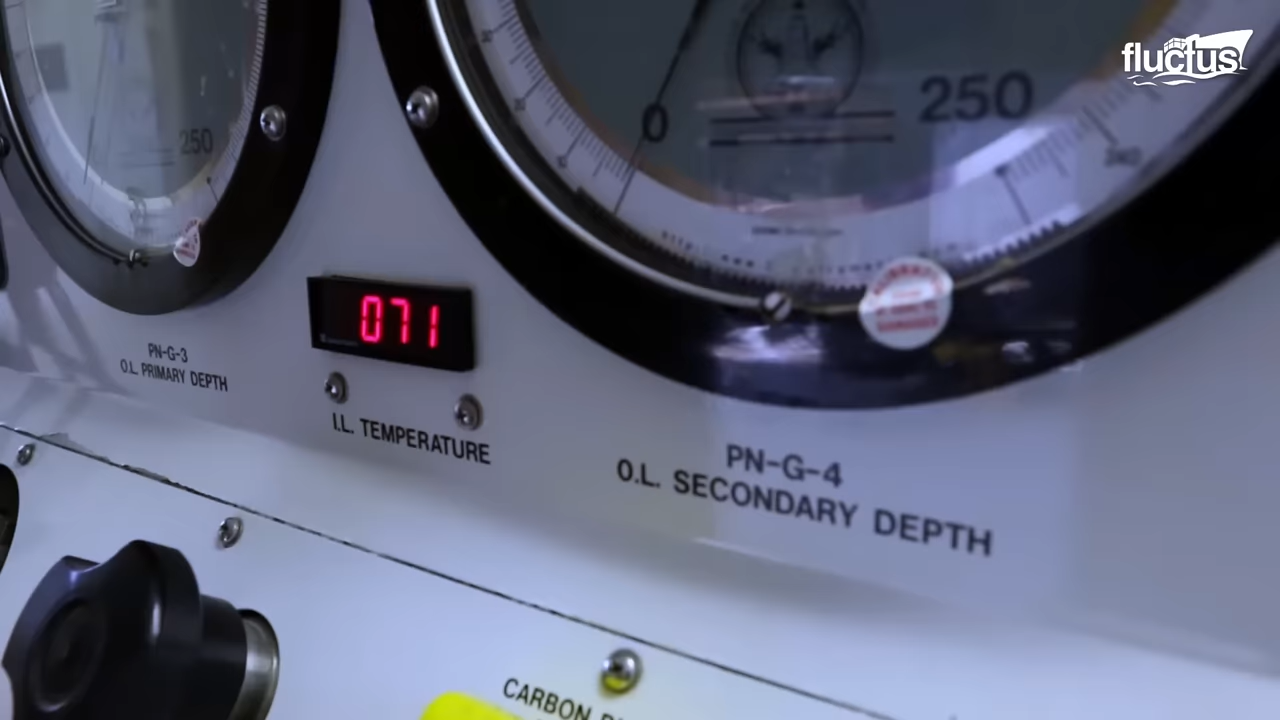 fluctus
0
250
250
071
PN-G-3
O.L. PRIMARY DEPTH
I.L. TEMPERATURE
PN-G-4
O.L. SECONDARY DEPTH
CARBON